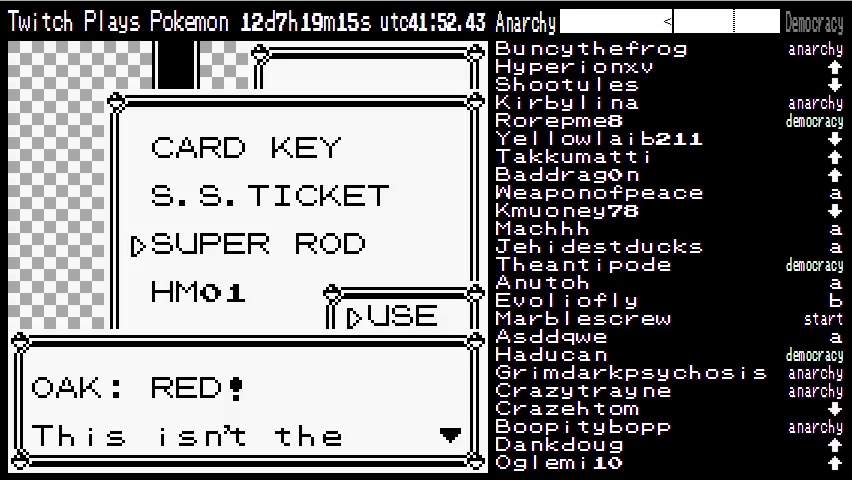 Twitch Plays Pokemon 12d7h19m15s utc41:52.43 Anarchy < Democracy
CARD KEY
S.S.TICKET
▷SUPER ROD
HM01
▷USE
OAK: RED!
This isn't the ▼
Buncythefrog anarchy
Hyperionxv ⬆
Shootules ⬇
Kirbylina anarchy
Rorepme8 democracy
Yellowlaib211 ⬇
Takkumatti ⬆
Baddrag0n ⬆
Weaponofpeace a
Kmuoney78 ⬇
Machhh a
Jehidestducks a
Theantipode democracy
Anutoh a
Evoliofly b
Marblescrew start
Asddqwe a
Haducan democracy
Grimdarkpsychosis anarchy
Crazytrayne anarchy
Crazehtom ⬇
Boopitybopp anarchy
Dankdoug ⬆
Oglemi10 ⬆